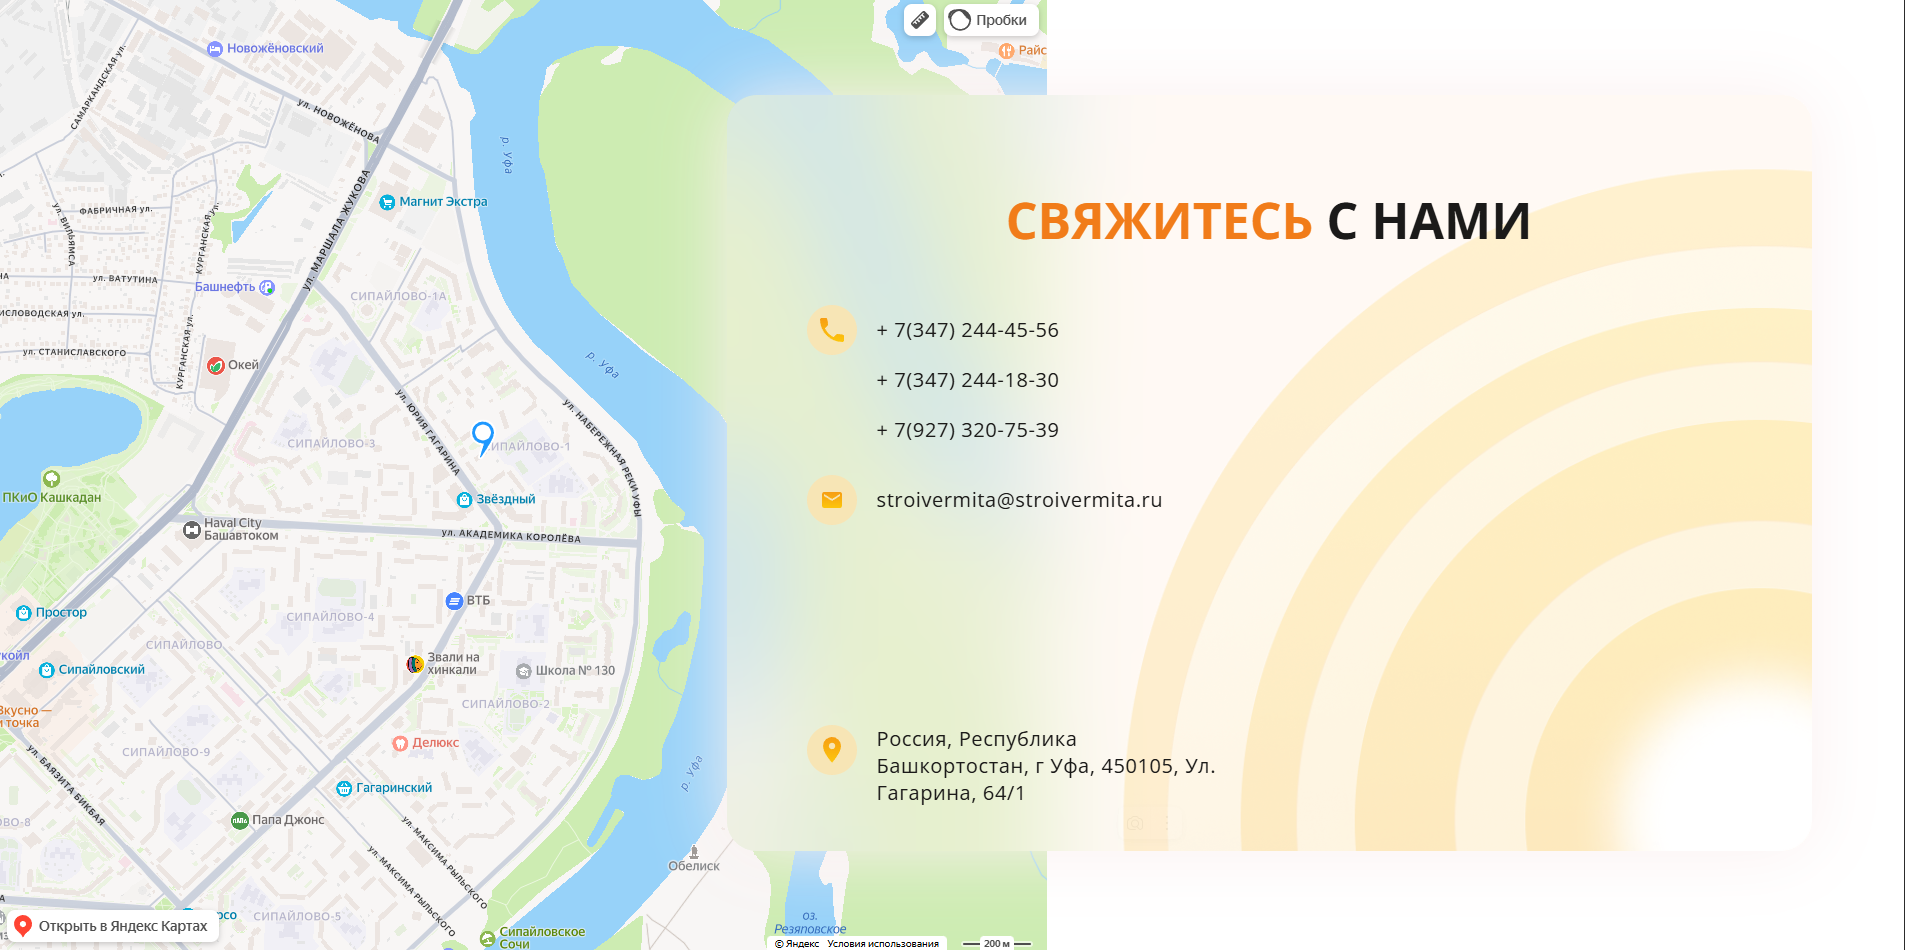 Пробки
Новожёновский
САМАРКАНДСКАЯ ул.
ул. НОВОЖЁНОВА
р. Уфа
Магнит Экстра
ул. МАРШАЛА ЖУКОВА
ФАБРИЧНАЯ ул.
ул. ВИЛЬЯМСА
КУРГАННАЯ ул.
ул. ВАТУТИНА
Башнефть
СИПАЙЛОВО-1А
ул. СТАНИСЛАВСКОГО
КУРГАННАЯ ул.
Окей
р. Уфа
ул. ЮРИЯ ГАГАРИНА
ул. НАБЕРЕЖНАЯ РЕКИ УФЫ
СИПАЙЛОВО-3
ИПАЙЛОВО-1
ПКиО Кашкадан
Звёздный
Haval City
Башавтоком
ул. АКАДЕМИКА КОРОЛЁВА
ВТБ
Простор
СИПАЙЛОВО-4
СИПАЙЛОВО
Сипайловский
Звали на
хинкали
Школа № 130
СИПАЙЛОВО-2
Вкусно —
и точка
СИПАЙЛОВО-9
Делюкс
ул. БАЯЗИТА БИКБАЯ
Гагаринский
р. Уфа
Папа Джонс
ул. МАКСИМА РЫЛЬСКОГО
ул. МАКСИМА РЫЛЬСКОГО
Обелиск
СИПАЙЛОВО-5
Открыть в Яндекс Картах
Сипайловское
Сочи
оз.
Резяповское
© Яндекс Условия использования
200 м
СВЯЖИТЕСЬ С НАМИ
+ 7(347) 244-45-56
+ 7(347) 244-18-30
+ 7(927) 320-75-39
stroivermita@stroivermita.ru
Россия, Республика
Башкортостан, г Уфа, 450105, Ул.
Гагарина, 64/1